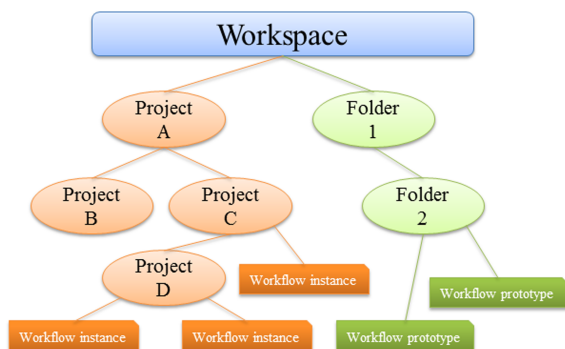 Workspace
Project
A
Folder
1
Project
B
Project
C
Folder
2
Project
D
Workflow instance
Workflow prototype
Workflow instance
Workflow instance
Workflow prototype